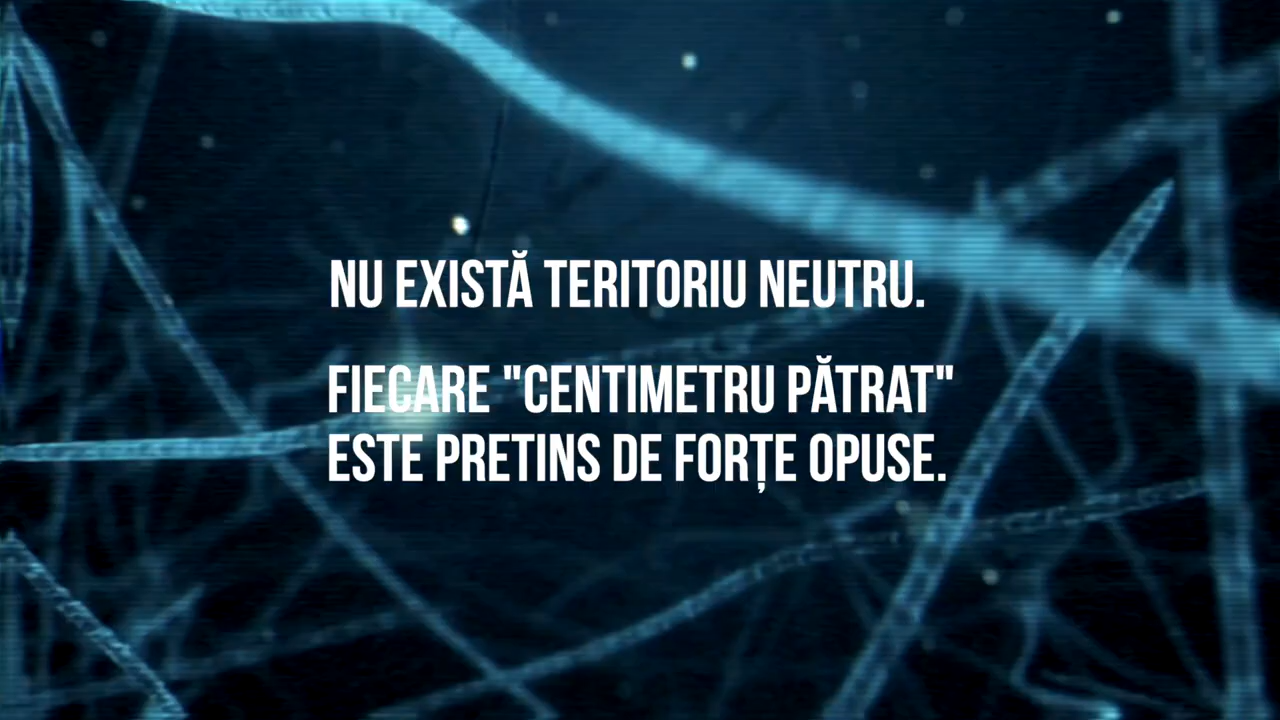 NU EXISTĂ TERITORIU NEUTRU.
FIECARE "CENTIMETRU PĂTRAT"
ESTE PRETINS DE FORȚE OPUSE.